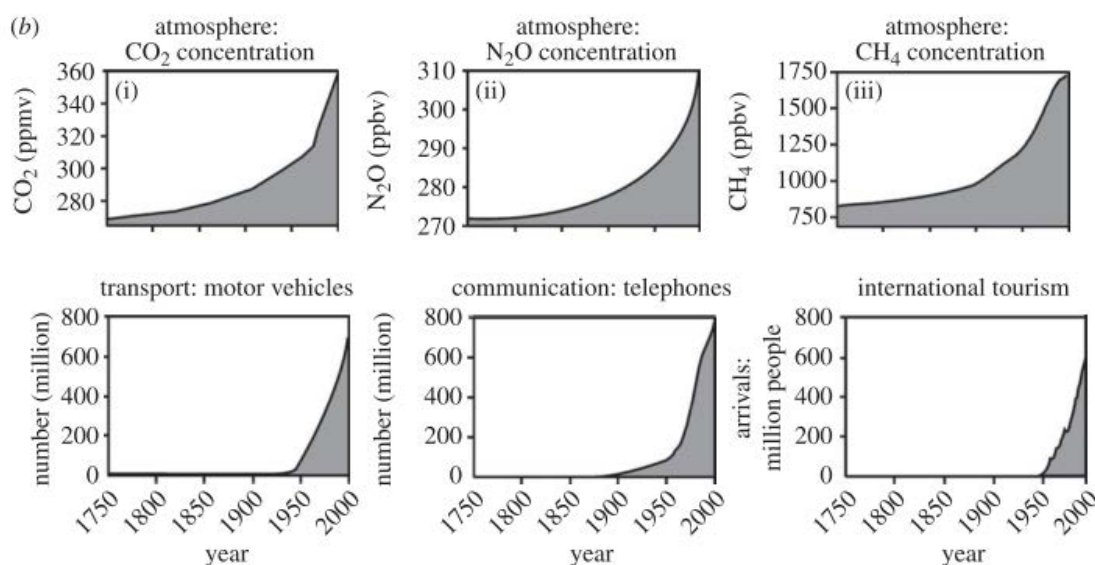 (b)
atmosphere:
CO₂ concentration
CO₂ (ppmv)
360
340
320
300
280
(i)
atmosphere:
N₂O concentration
N₂O (ppbv)
310
300
290
280
270
(ii)
atmosphere:
CH₄ concentration
CH₄ (ppbv)
1750
1500
1250
1000
750
(iii)
transport: motor vehicles
number (million)
800
600
400
200
0
1750
1800
1850
1900
1950
2000
year
communication: telephones
number (million)
800
600
400
200
0
1750
1800
1850
1900
1950
2000
year
international tourism
arrivals:
million people
800
600
400
200
0
1750
1800
1850
1900
1950
2000
year